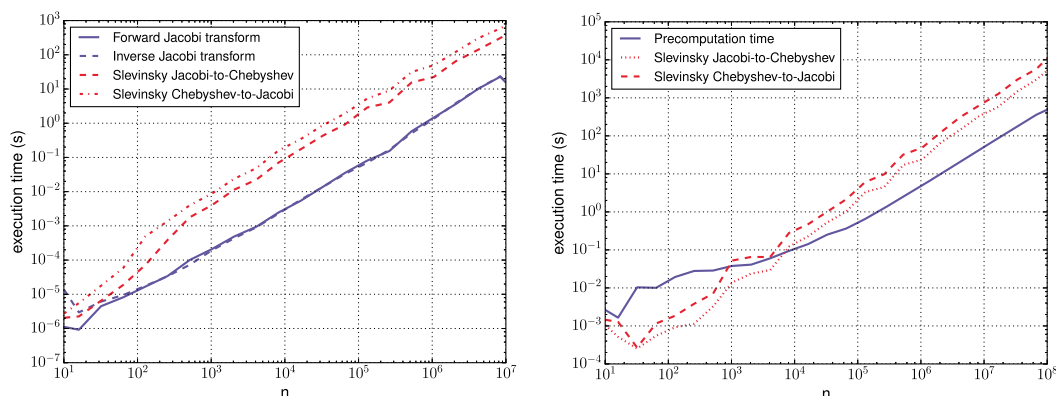 Forward Jacobi transform
Inverse Jacobi transform
Slevinsky Jacobi-to-Chebyshev
Slevinsky Chebyshev-to-Jacobi
execution time (s)
10^3
10^2
10^1
10^0
10^-1
10^-2
10^-3
10^-4
10^-5
10^-6
10^-7
10^1 10^2 10^3 10^4 10^5 10^6 10^7
n
Precomputation time
Slevinsky Jacobi-to-Chebyshev
Slevinsky Chebyshev-to-Jacobi
execution time (s)
10^5
10^4
10^3
10^2
10^1
10^0
10^-1
10^-2
10^-3
10^-4
10^1 10^2 10^3 10^4 10^5 10^6 10^7 10^8
n